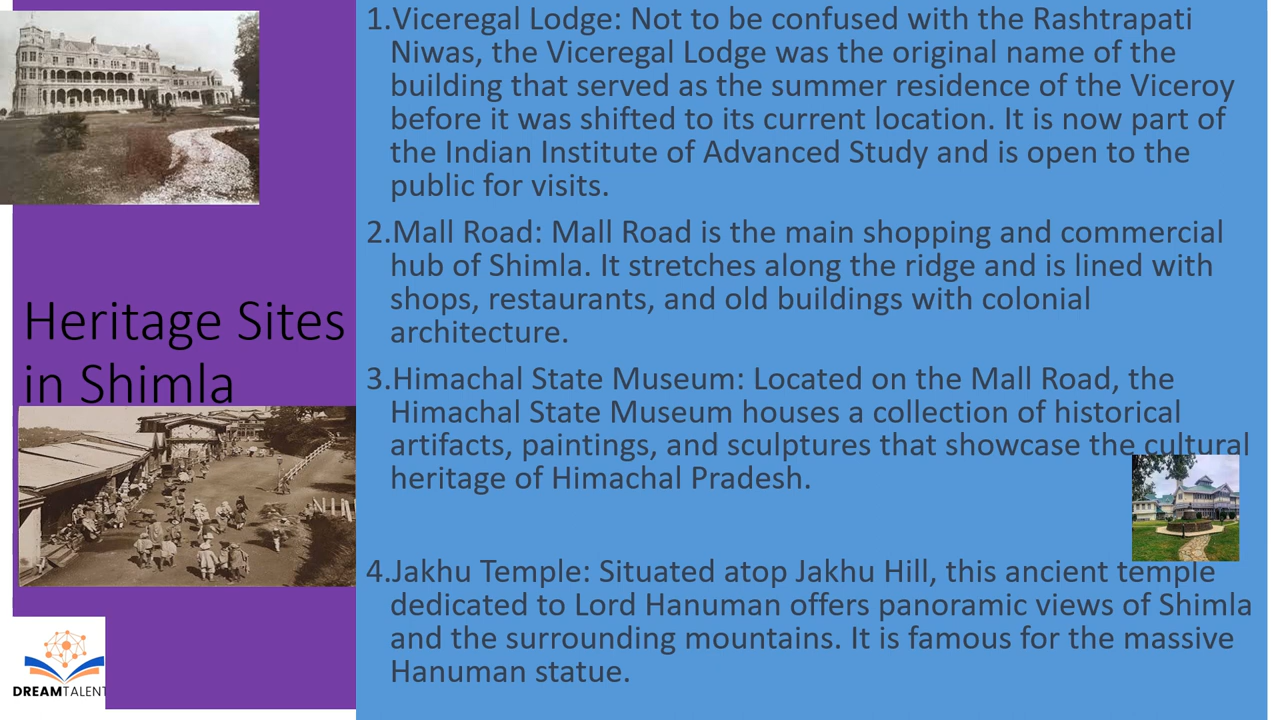 Heritage Sites
in Shimla
1.Viceregal Lodge: Not to be confused with the Rashtrapati
Niwas, the Viceregal Lodge was the original name of the
building that served as the summer residence of the Viceroy
before it was shifted to its current location. It is now part of
the Indian Institute of Advanced Study and is open to the
public for visits.
2.Mall Road: Mall Road is the main shopping and commercial
hub of Shimla. It stretches along the ridge and is lined with
shops, restaurants, and old buildings with colonial
architecture.
3.Himachal State Museum: Located on the Mall Road, the
Himachal State Museum houses a collection of historical
artifacts, paintings, and sculptures that showcase the cultural
heritage of Himachal Pradesh.
4.Jakhu Temple: Situated atop Jakhu Hill, this ancient temple
dedicated to Lord Hanuman offers panoramic views of Shimla
and the surrounding mountains. It is famous for the massive
Hanuman statue.
DREAMTALENT